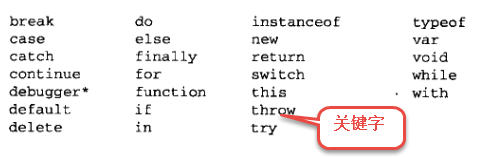 break do instanceof typeof
case else new var
catch finally return void
continue for switch while
debugger* function this with
default if throw
delete in try
关键字